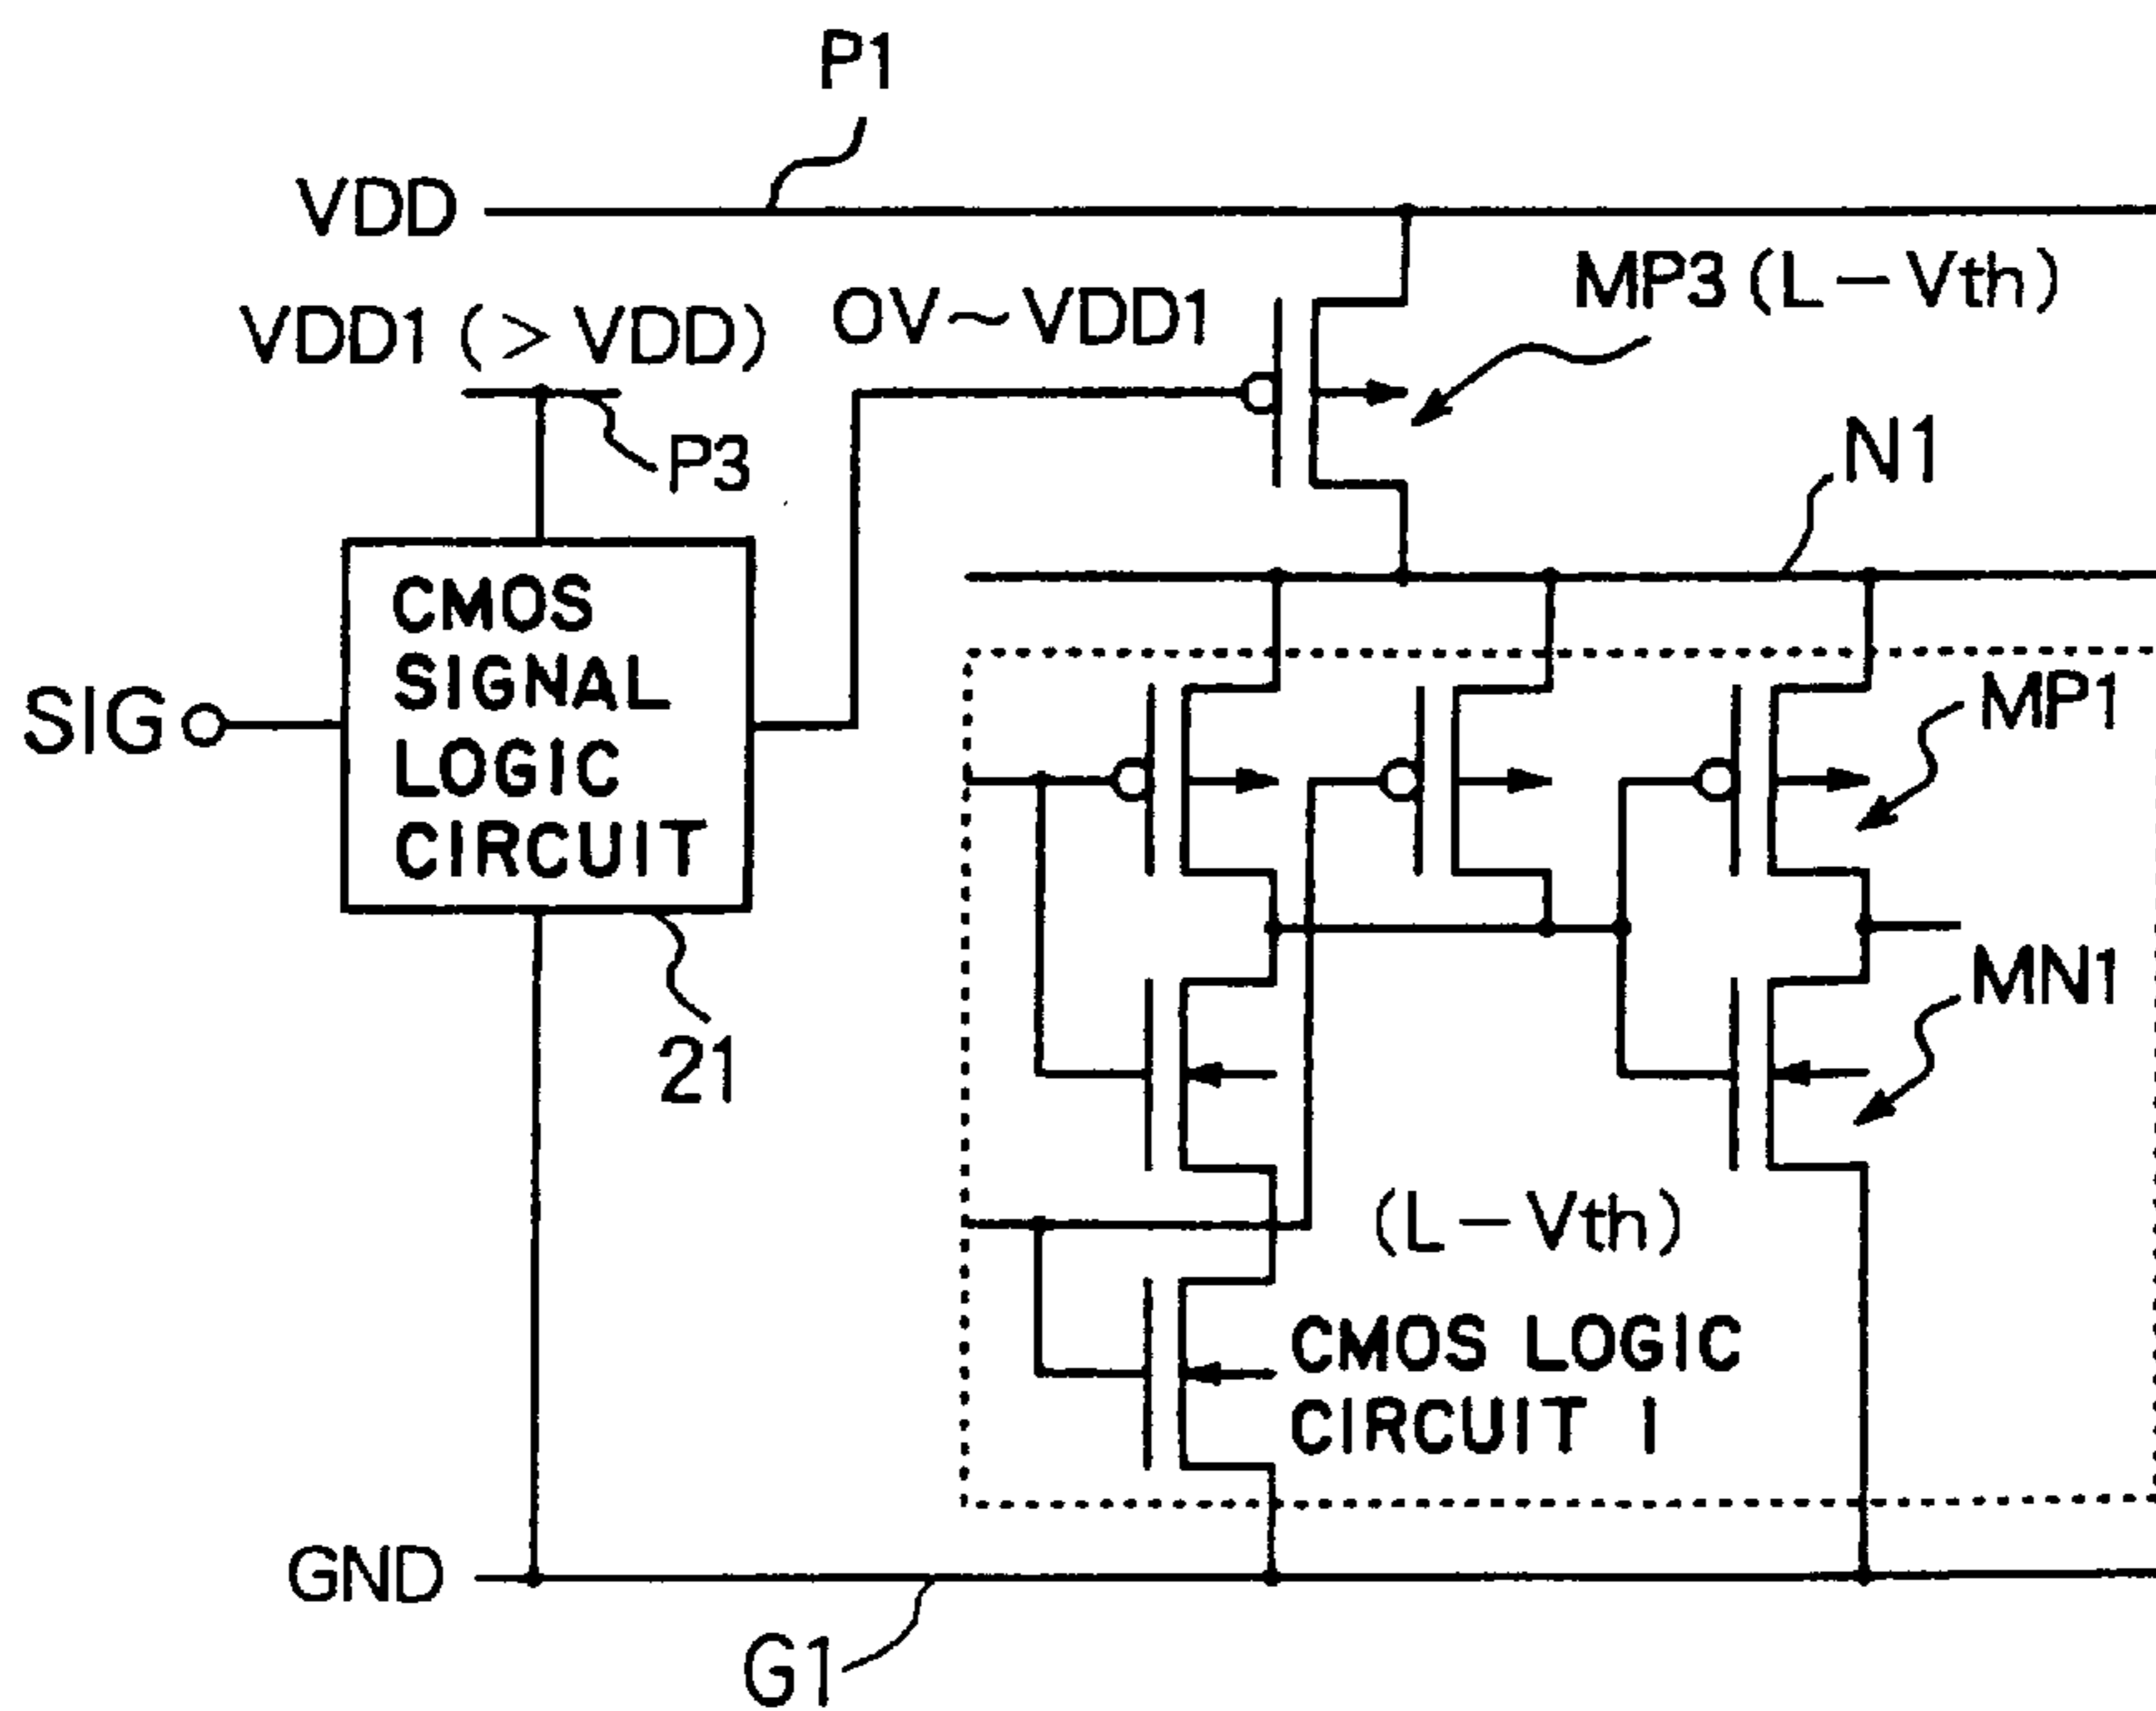 P1
VDD
MP3 (L-Vth)
VDD1 (> VDD)
0V~VDD1
P3
N1
CMOS
SIGNAL
LOGIC
CIRCUIT
SIG
MP1
MN1
21
(L-Vth)
CMOS LOGIC
CIRCUIT 1
GND
G1